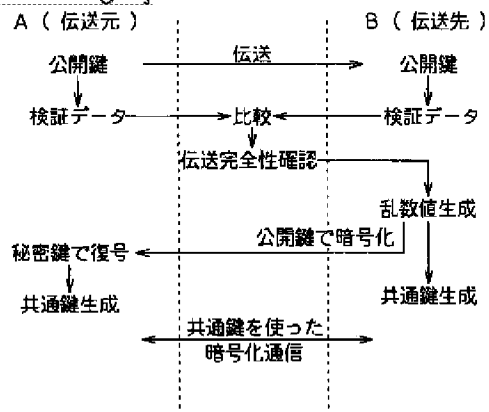 A（伝送元）
B（伝送先）
公開鍵
伝送
公開鍵
検証データ
比較
検証データ
伝送完全性確認
乱数値生成
公開鍵で暗号化
秘密鍵で復号
共通鍵生成
共通鍵生成
共通鍵を使った
暗号化通信